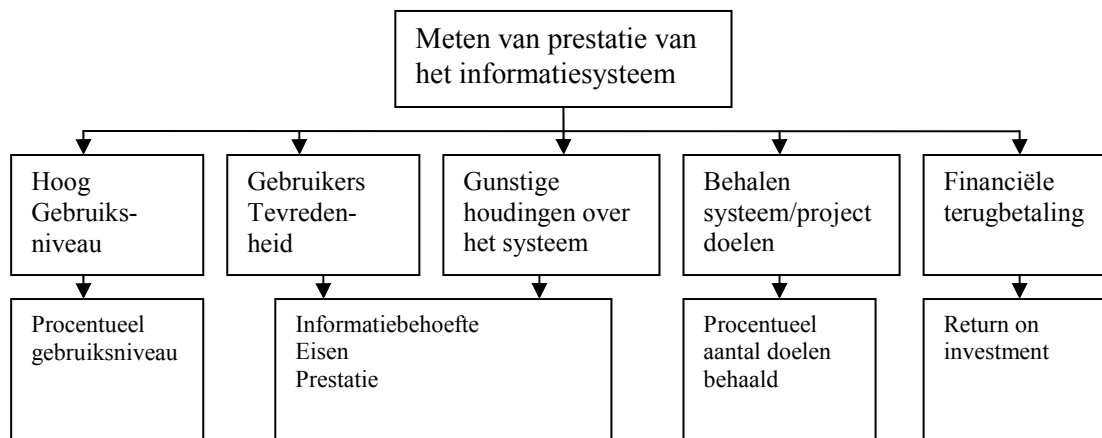 Meten van prestatie van
het informatiesysteem
Hoog
Gebruiks-
niveau
Gebruikers
Tevreden-
heid
Gunstige
houdingen over
het systeem
Behalen
systeem/project
doelen
Financiële
terugbetaling
Procentueel
gebruiksniveau
Informatiebehoefte
Eisen
Prestatie
Procentueel
aantal doelen
behaald
Return on
investment